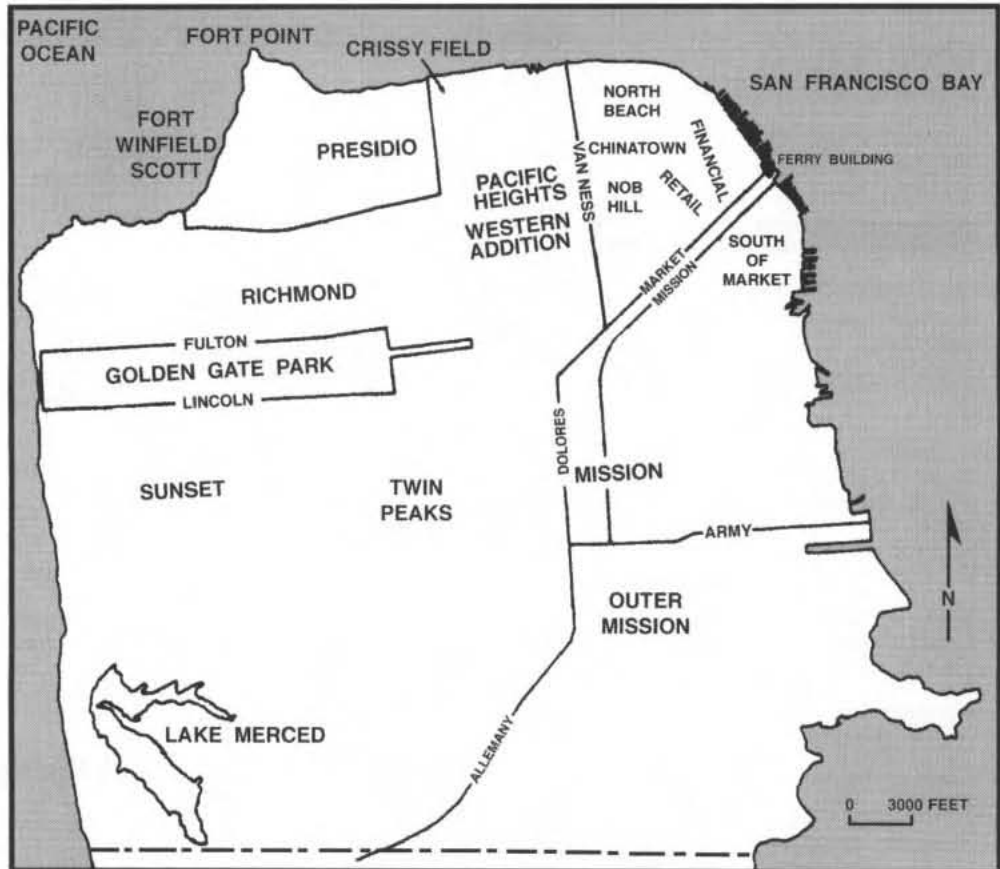 PACIFIC
OCEAN
FORT POINT
CRISSY FIELD
SAN FRANCISCO BAY
FORT
WINFIELD
SCOTT
PRESIDIO
NORTH
BEACH
CHINATOWN
FINANCIAL
FERRY BUILDING
PACIFIC
HEIGHTS
VAN NESS
NOB
HILL
RETAIL
WESTERN
ADDITION
SOUTH
OF
MARKET
MARKET
MISSION
RICHMOND
FULTON
GOLDEN GATE PARK
LINCOLN
DOLORES
SUNSET
TWIN
PEAKS
MISSION
ARMY
OUTER
MISSION
N
LAKE MERCED
ALLEMANY
0 3000 FEET